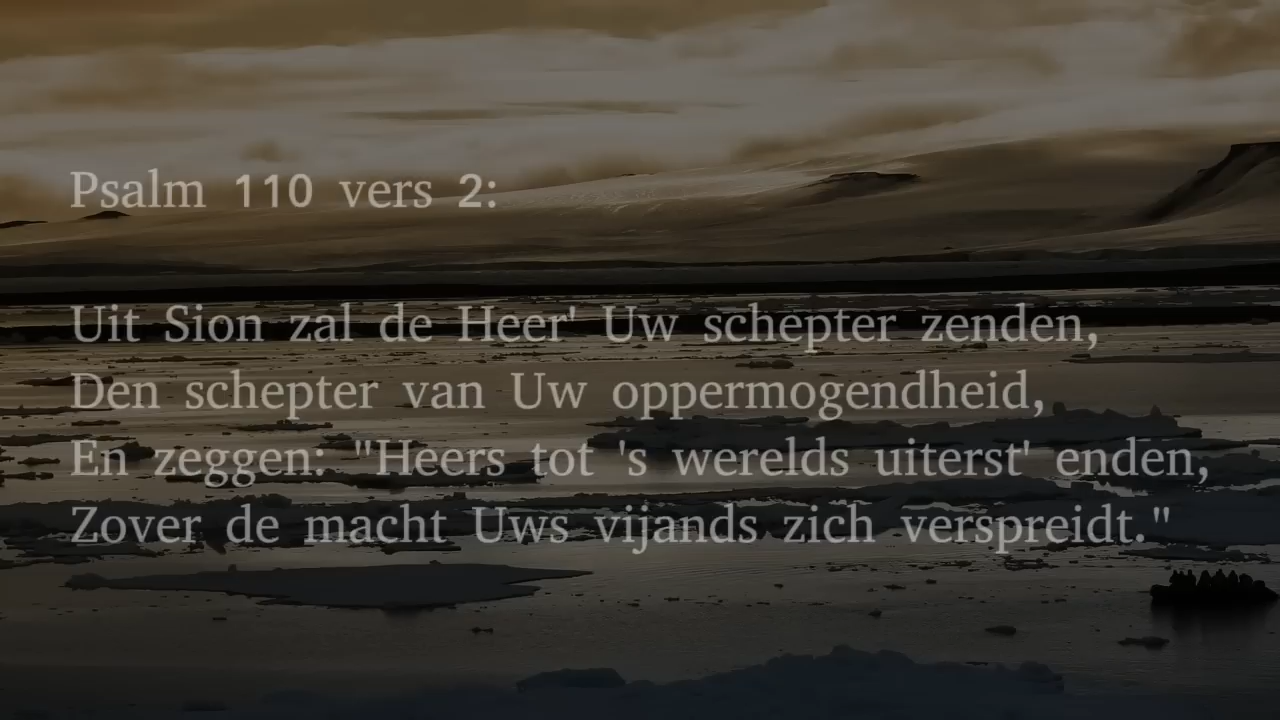 Psalm 110 vers 2:
Uit Sion zal de Heer' Uw schepter zenden,
Den schepter van Uw oppermogendheid,
En zeggen: "Heers tot 's werelds uiterst' enden,
Zover de macht Uws vijands zich verspreidt."